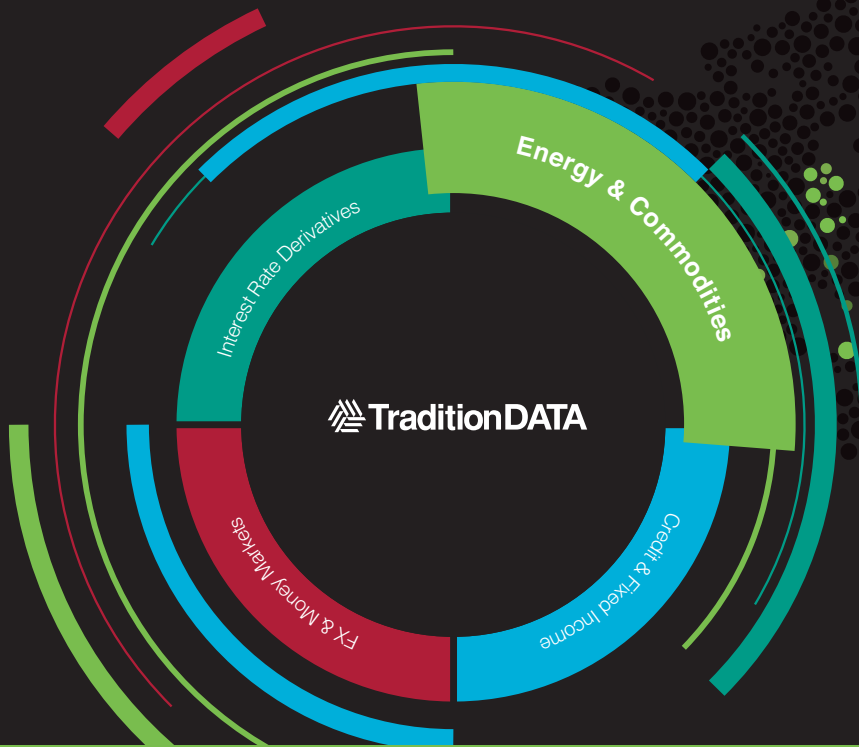 Energy & Commodities
Interest Rate Derivatives
TraditionDATA
FX & Money Markets
Credit & Fixed Income